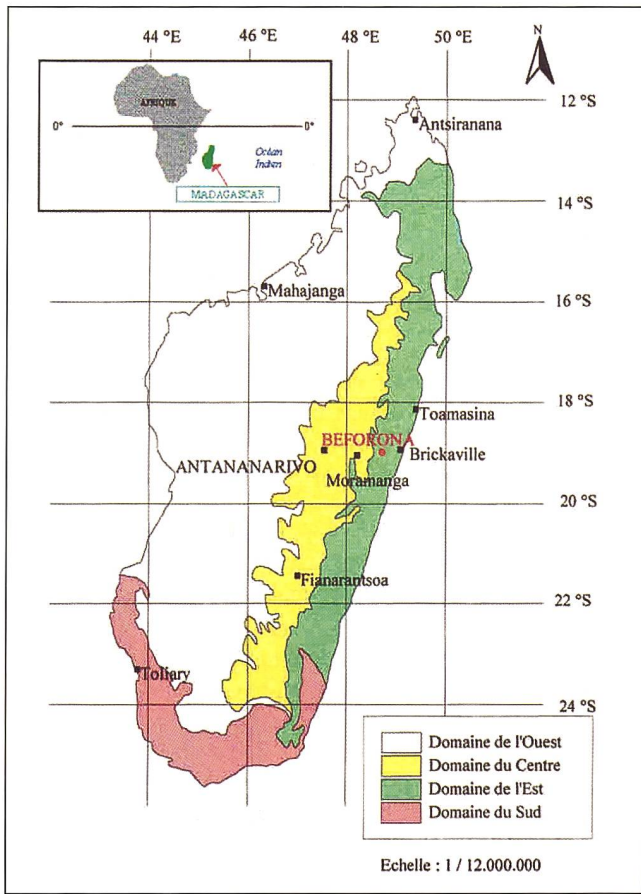 44 °E 46 °E 48 °E 50 °E
N
AFRIQUE
0° 0°
Océan
Indien
MADAGASCAR
12 °S
Antsiranana
14 °S
Mahajanga
16 °S
18 °S
Toamasina
BEFORONA
Brickaville
ANTANANARIVO
Moramanga
20 °S
Fianarantsoa
22 °S
Toliary
24 °S
Domaine de l'Ouest
Domaine du Centre
Domaine de l'Est
Domaine du Sud
Echelle : 1 / 12.000.000